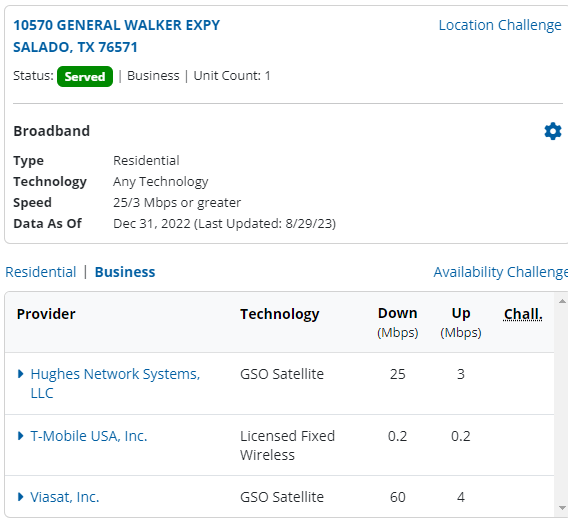 10570 GENERAL WALKER EXPY Location Challenge
SALADO, TX 76571
Status: Served | Business | Unit Count: 1
Broadband
Type Residential
Technology Any Technology
Speed 25/3 Mbps or greater
Data As Of Dec 31, 2022 (Last Updated: 8/29/23)
Residential | Business Availability Challenge
Provider Technology Down Up Chall.
(Mbps) (Mbps)
Hughes Network Systems, GSO Satellite 25 3
LLC
T-Mobile USA, Inc. Licensed Fixed 0.2 0.2
Wireless
Viasat, Inc. GSO Satellite 60 4